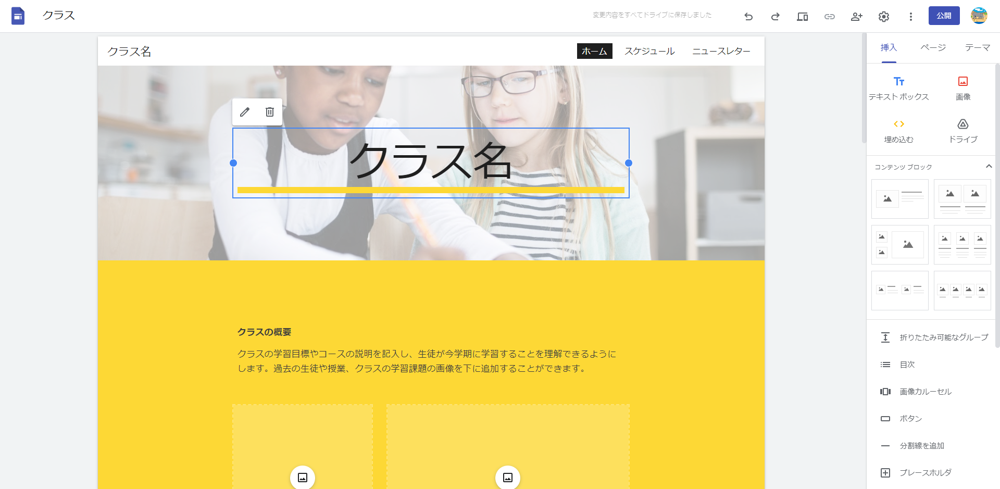 クラス
変更内容をすべてドライブに保存しました
公開
クラス名
ホーム
スケジュール
ニュースレター
挿入
ページ
テーマ
テキスト ボックス
画像
埋め込む
ドライブ
クラス名
コンテンツ ブロック
クラスの概要
クラスの学習目標やコースの説明を記入し、生徒が今学期に学習することを理解できるように
します。過去の生徒や授業、クラスの学習課題の画像を下に追加することができます。
折りたたみ可能なグループ
目次
画像カルーセル
ボタン
分割線を追加
プレースホルダ